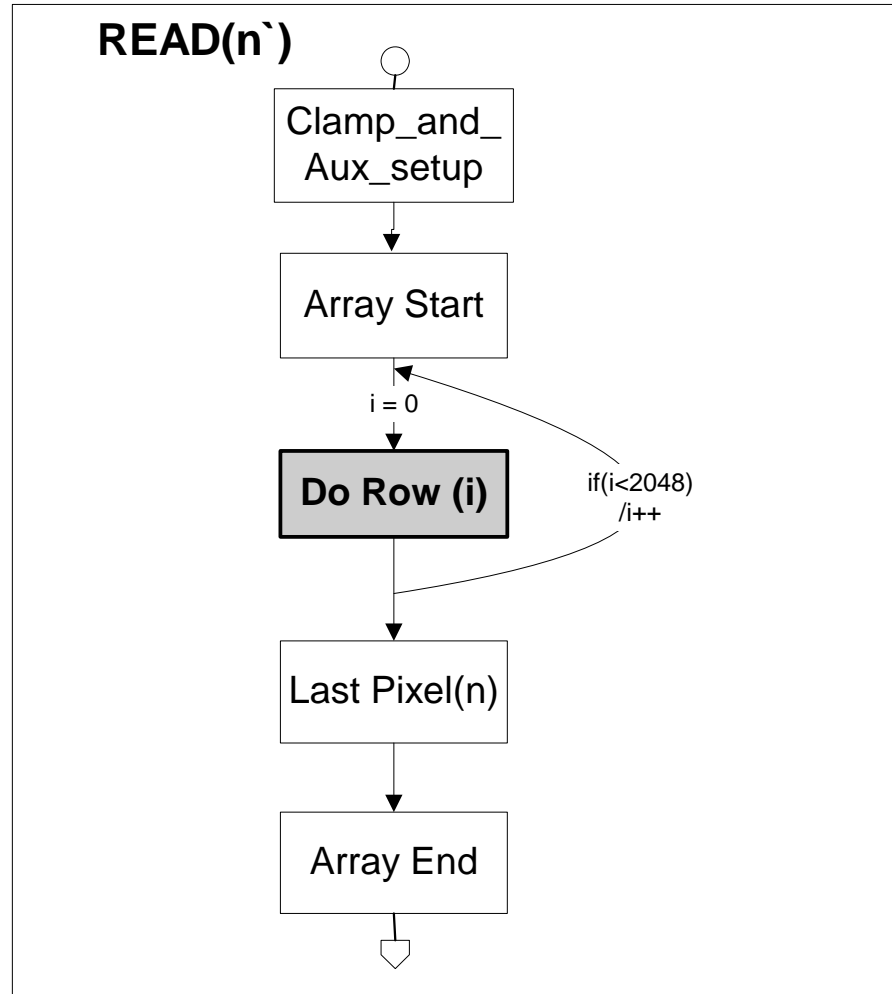 READ(n`)
Clamp_and_
Aux_setup
Array Start
i = 0
Do Row (i)
if(i<2048)
/i++
Last Pixel(n)
Array End